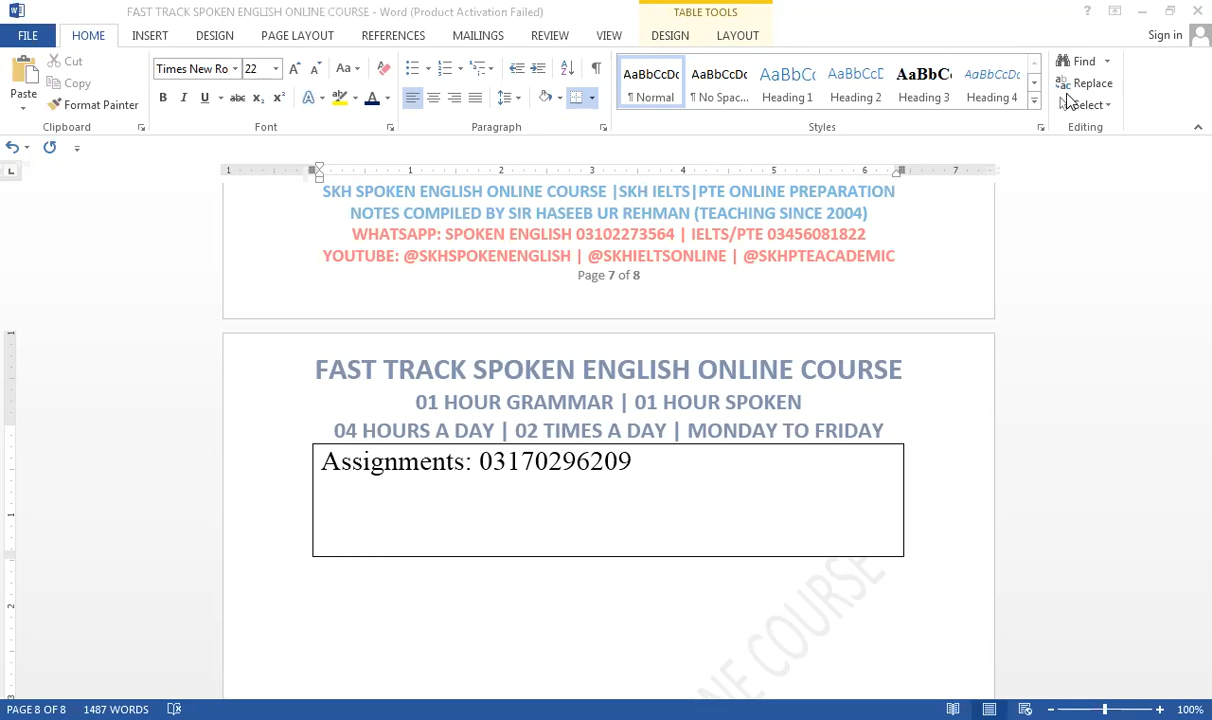 FAST TRACK SPOKEN ENGLISH ONLINE COURSE - Word (Product Activation Failed)
TABLE TOOLS
?
FILE
HOME
INSERT
DESIGN
PAGE LAYOUT
REFERENCES
MAILINGS
REVIEW
VIEW
DESIGN
LAYOUT
Sign in
Paste
Cut
Copy
Format Painter
Clipboard
Times New Ro
22
Font
Paragraph
AaBbCcDc
¶ Normal
AaBbCcDc
¶ No Spac...
AaBbC
Heading 1
AaBbCcD
Heading 2
AaBbC
Heading 3
AaBbCcDc
Heading 4
Styles
Find
Replace
Select
Editing
SKH SPOKEN ENGLISH ONLINE COURSE |SKH IELTS|PTE ONLINE PREPARATION
NOTES COMPILED BY SIR HASEEB UR REHMAN (TEACHING SINCE 2004)
WHATSAPP: SPOKEN ENGLISH 03102273564 | IELTS/PTE 03456081822
YOUTUBE: @SKHSPOKENENGLISH | @SKHIELTSONLINE | @SKHPTEACADEMIC
Page 7 of 8
FAST TRACK SPOKEN ENGLISH ONLINE COURSE
01 HOUR GRAMMAR | 01 HOUR SPOKEN
04 HOURS A DAY | 02 TIMES A DAY | MONDAY TO FRIDAY
Assignments: 03170296209
NE COURSE
PAGE 8 OF 8
1487 WORDS
100%